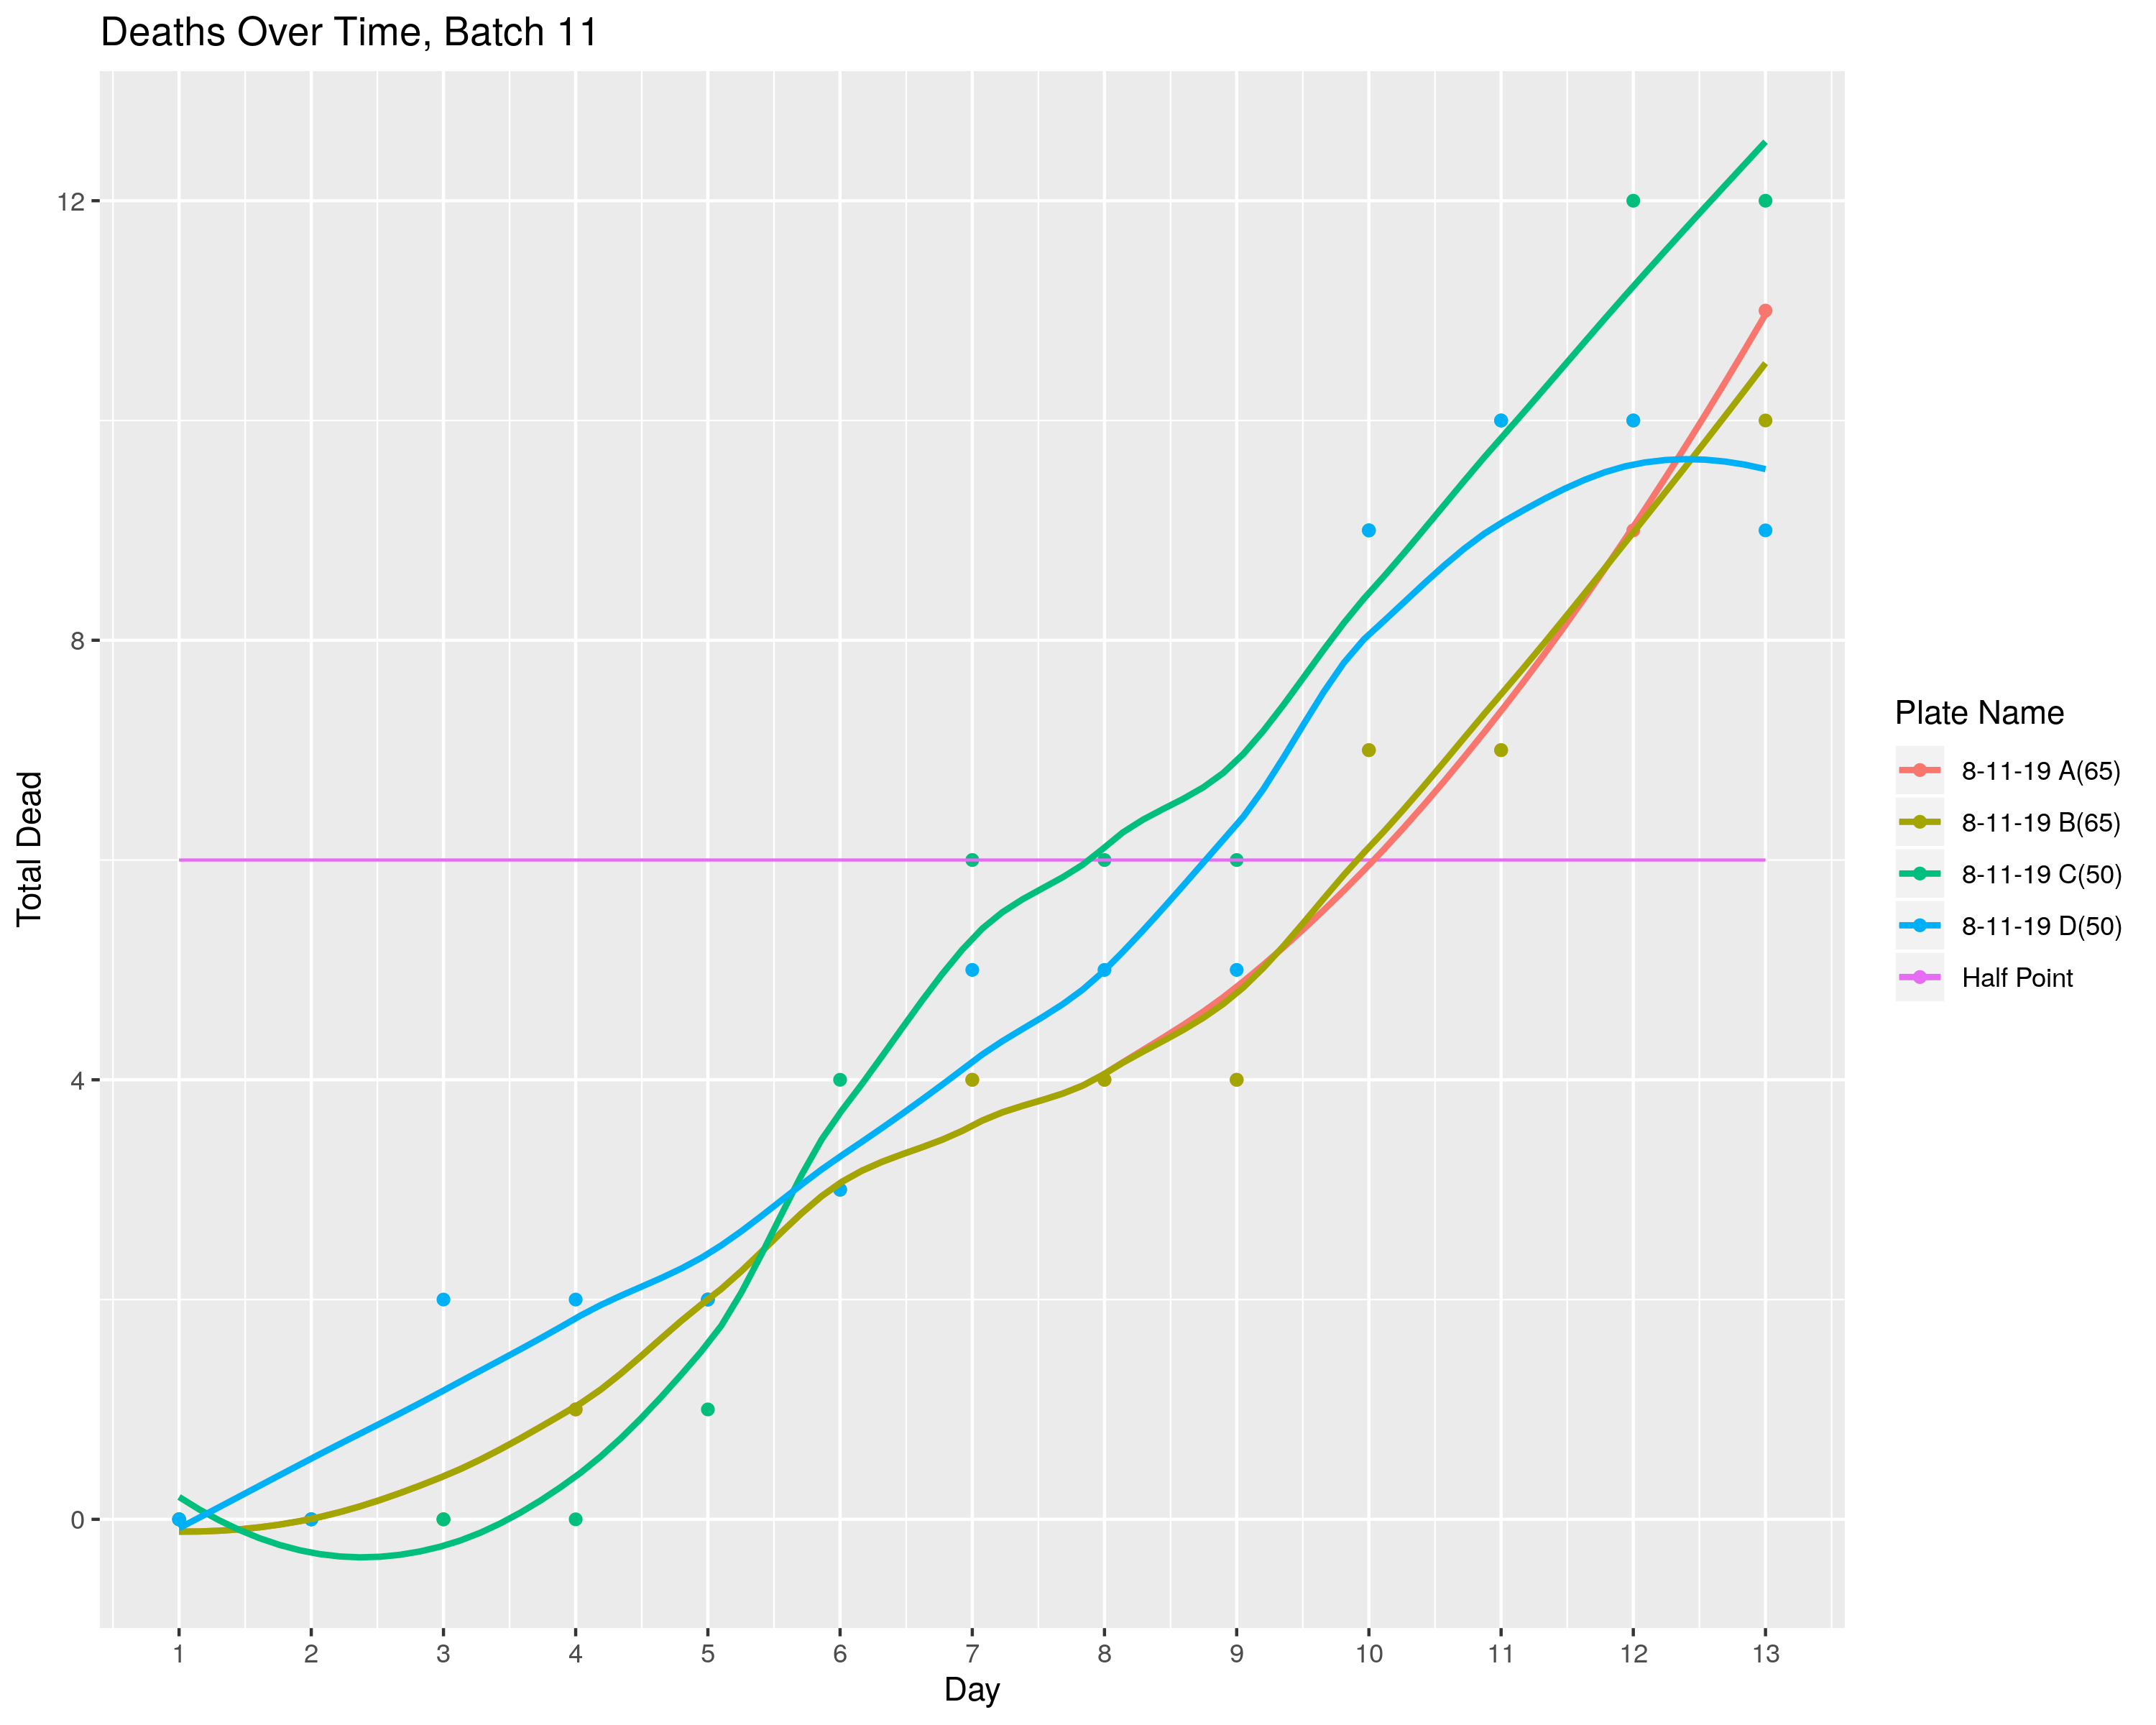 Deaths Over Time, Batch 11
Total Dead
12
8
4
0
1 2 3 4 5 6 7 8 9 10 11 12 13
Day
Plate Name
8-11-19 A(65)
8-11-19 B(65)
8-11-19 C(50)
8-11-19 D(50)
Half Point